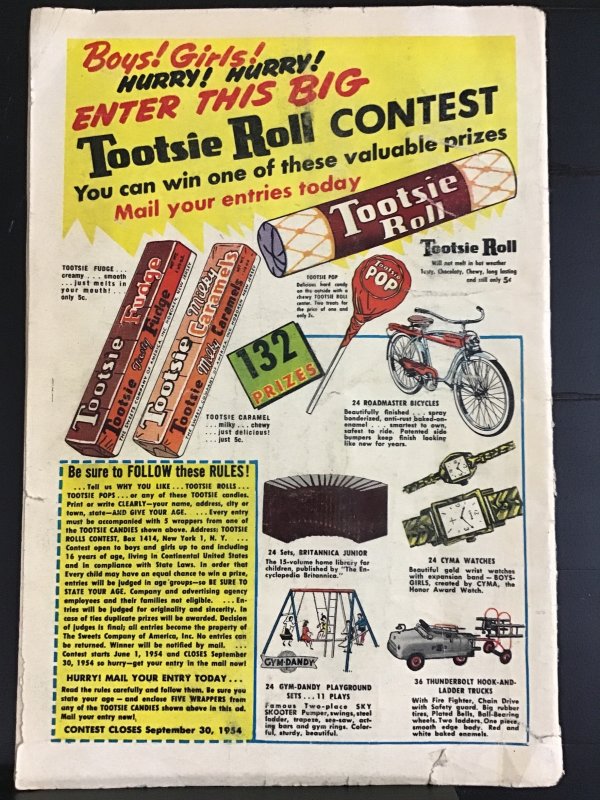 Boys! Girls!
HURRY! HURRY!
ENTER THIS BIG
Tootsie Roll CONTEST
You can win one of these valuable prizes
Mail your entries today
Tootsie
Roll
Tootsie Roll
Will not melt in hot weather
Tasty, Chocolaty, Chewy, long lasting
and still only 5¢
TOOTSIE FUDGE...
creamy ... smooth
... just melts in
your mouth! ...
only 5c.
Tootsie Fudge
Tootsie Tasty Fudge
Tootsie Milky Caramels
Tootsie Milky Caramels
TOOTSIE POP
Delicious hard candy
on the outside with a
chewy TOOTSIE ROLL
center. Two treats for
the price of one and
only 2c.
Tootsie
POP
132
PRIZES
TOOTSIE CARAMEL
... milky ... chewy
... just delicious!
... just 5c.
24 ROADMASTER BICYCLES
Beautifully finished ... spray
bonderized, anti-rust baked-on-
enamel ... smartest to own,
safest to ride. Patented side
bumpers keep finish looking
like new for years.
Be sure to FOLLOW these RULES!
... Tell us WHY YOU LIKE ... TOOTSIE ROLLS...
TOOTSIE POPS ... or any of these TOOTSIE candies.
Print or write CLEARLY—your name, address, city or
town, state—AND GIVE YOUR AGE. ... Every entry
must be accompanied with 5 wrappers from one of
the TOOTSIE CANDIES shown above. Address: TOOTSIE
ROLLS CONTEST, Box 1414, New York 1, N. Y. ...
Contest open to boys and girls up to and including
16 years of age, living in Continental United States
and in compliance with State Laws. In order that
Every child may have an equal chance to win a prize,
entries will be judged in age groups—so BE SURE TO
STATE YOUR AGE. Company and advertising agency
employees and their families not eligible. ... En-
tries will be judged for originality and sincerity. In
case of ties duplicate prizes will be awarded. Decision
of judges is final; all entries become the property of
The Sweets Company of America, Inc. No entries can
be returned. Winner will be notified by mail. ...
Contest starts June 1, 1954 and CLOSES September
30, 1954 so hurry—get your entry in the mail now!
HURRY! MAIL YOUR ENTRY TODAY...
Read the rules carefully and follow them. Be sure you
state your age — and enclose FIVE WRAPPERS from
any of the TOOTSIE CANDIES shown above in this ad.
Mail your entry now!
CONTEST CLOSES September 30, 1954
24 Sets, BRITANNICA JUNIOR
The 15-volume home library for
children, published by "The En-
cyclopedia Britannica."
24 CYMA WATCHES
Beautiful gold wrist watches
with expansion band — BOYS-
GIRLS, created by CYMA, the
Honor Award Watch.
GYM-DANDY
24 GYM-DANDY PLAYGROUND
SETS ... 11 PLAYS
Famous Two-place SKY
SKOOTER Pumper, swings, steel
ladder, trapeze, see-saw, act-
ing bars and gym rings. Color-
ful, sturdy, beautiful.
36 THUNDERBOLT HOOK-AND-
LADDER TRUCKS
With Fire Fighter, Chain Drive
with Safety guard. Big rubber
tires, Plated Bells, Ball-Bearing
wheels. Two ladders. One piece,
smooth edge body. Red and
white baked enamels.